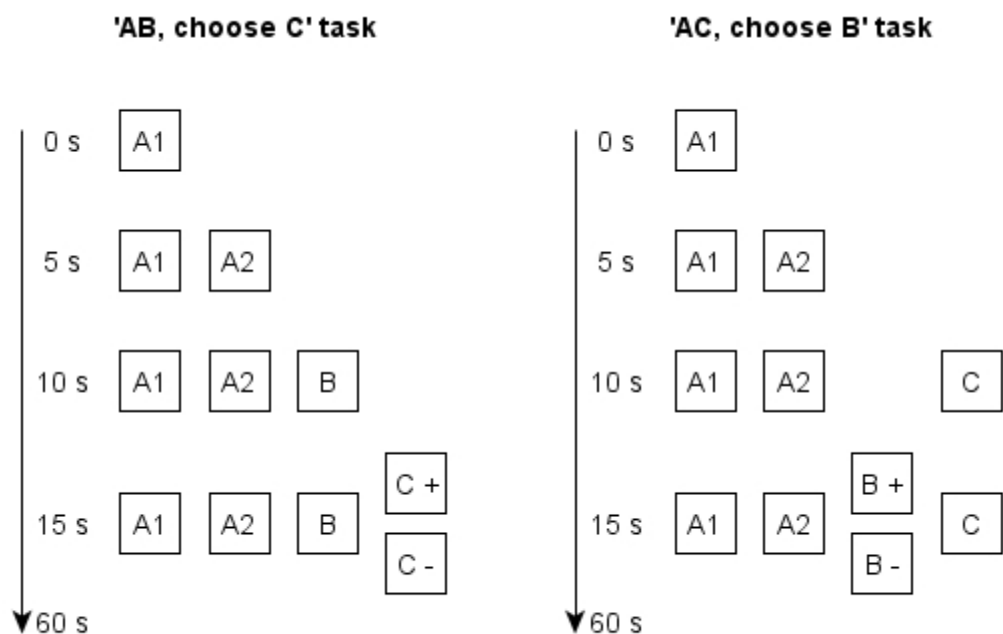 'AB, choose C' task
0 s A1
5 s A1 A2
10 s A1 A2 B
C +
15 s A1 A2 B
C -
60 s
'AC, choose B' task
0 s A1
5 s A1 A2
10 s A1 A2 C
B +
15 s A1 A2 C
B -
60 s